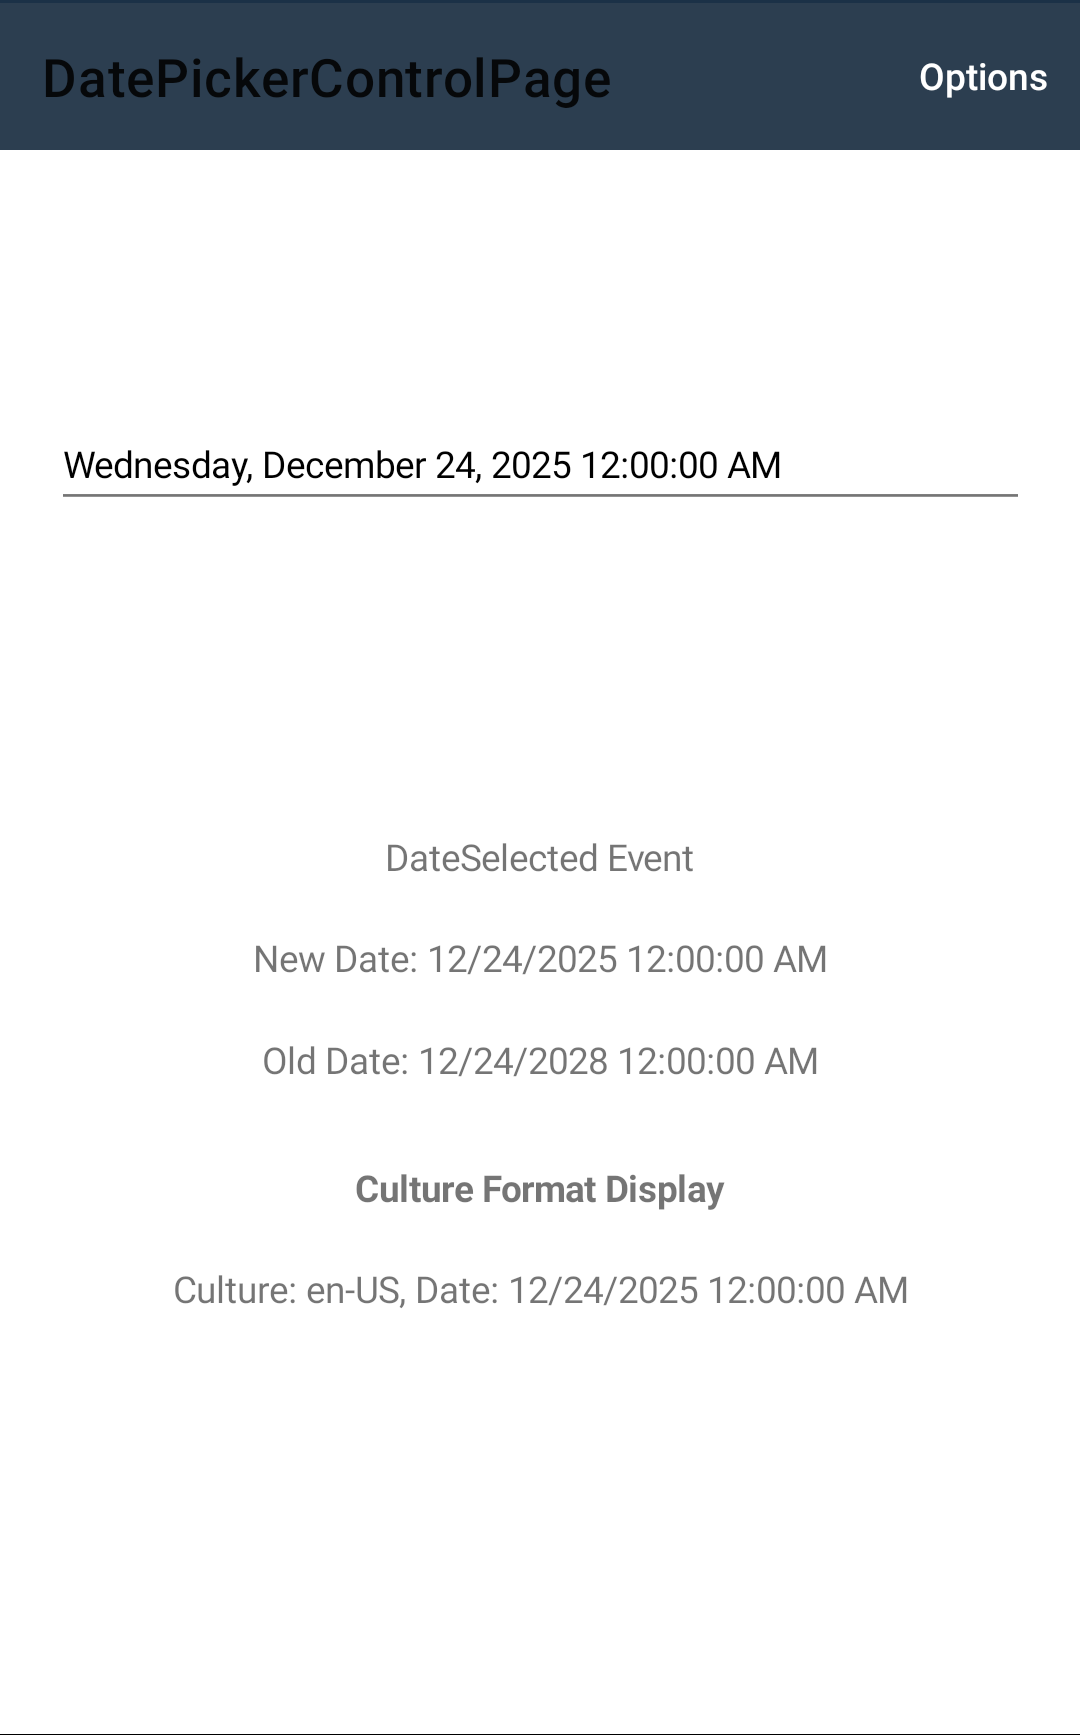 DatePickerControlPage
Options
Wednesday, December 24, 2025 12:00:00 AM
DateSelected Event
New Date: 12/24/2025 12:00:00 AM
Old Date: 12/24/2028 12:00:00 AM
Culture Format Display
Culture: en-US, Date: 12/24/2025 12:00:00 AM